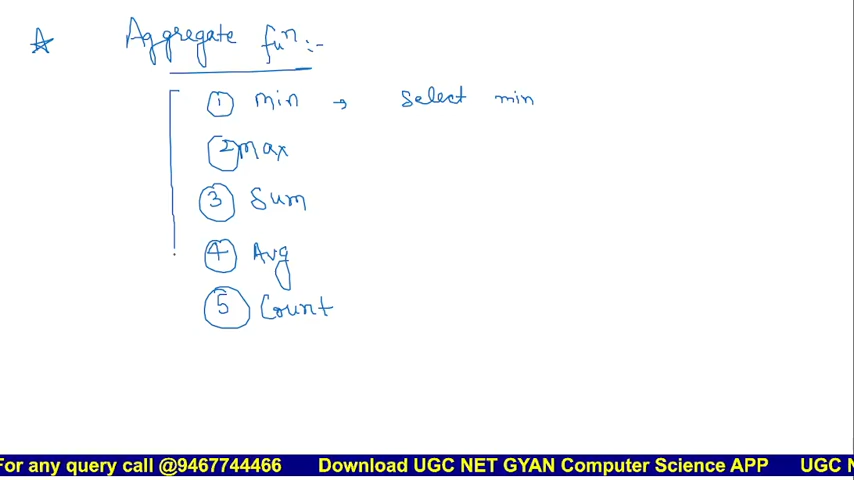 ☆ Aggregate fuⁿ:-
① min → Select min
② max
③ Sum
④ Avg
⑤ Count
For any query call @9467744466 Download UGC NET GYAN Computer Science APP UGC N